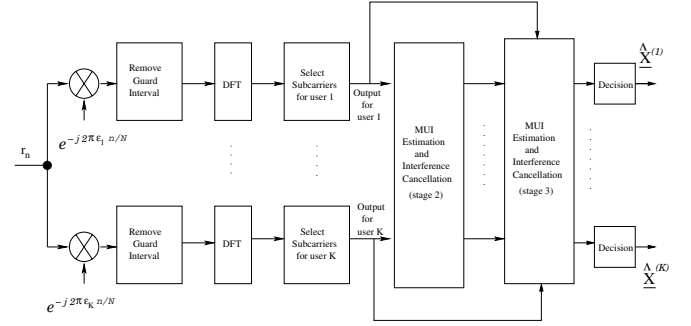 r_n
e^{-j 2π ε_1 n/N}
Remove
Guard
Interval
DFT
Select
Subcarriers
for user 1
Output
for
user 1
MUI
Estimation
and
Interference
Cancellation
(stage 2)
MUI
Estimation
and
Interference
Cancellation
(stage 3)
Decision
Λ
X^{(1)}
e^{-j 2π ε_K n/N}
Remove
Guard
Interval
DFT
Select
Subcarriers
for user K
Output
for
user K
Decision
Λ
X^{(K)}